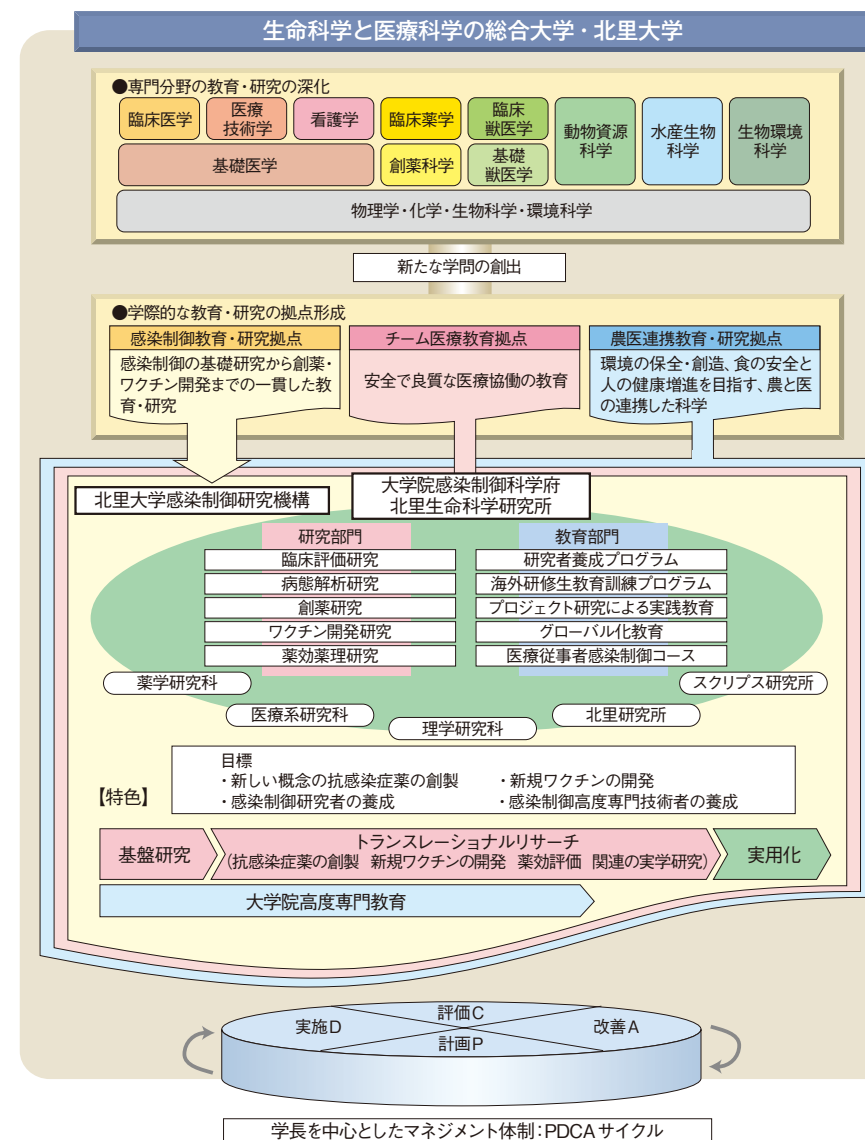 生命科学と医療科学の総合大学・北里大学
●専門分野の教育・研究の深化
臨床医学
医療
技術学
看護学
臨床薬学
臨床
獣医学
動物資源
科学
水産生物
科学
生物環境
科学
基礎医学
創薬科学
基礎
獣医学
物理学・化学・生物科学・環境科学
新たな学問の創出
●学際的な教育・研究の拠点形成
感染制御教育・研究拠点
感染制御の基礎研究から創薬・
ワクチン開発までの一貫した教
育・研究
チーム医療教育拠点
安全で良質な医療協働の教育
農医連携教育・研究拠点
環境の保全・創造、食の安全と
人の健康増進を目指す、農と医
の連携した科学
北里大学感染制御研究機構
大学院感染制御科学府
北里生命科学研究所
研究部門
臨床評価研究
病態解析研究
創薬研究
ワクチン開発研究
薬効薬理研究
教育部門
研究者養成プログラム
海外研修生教育訓練プログラム
プロジェクト研究による実践教育
グローバル化教育
医療従事者感染制御コース
薬学研究科
医療系研究科
理学研究科
北里研究所
スクリプス研究所
【特色】
目標
・新しい概念の抗感染症薬の創製 ・新規ワクチンの開発
・感染制御研究者の養成 ・感染制御高度専門技術者の養成
基盤研究
トランスレーショナルリサーチ
(抗感染症薬の創製 新規ワクチンの開発 薬効評価 関連の実学研究)
実用化
大学院高度専門教育
評価C
実施D
改善A
計画P
学長を中心としたマネジメント体制:PDCAサイクル